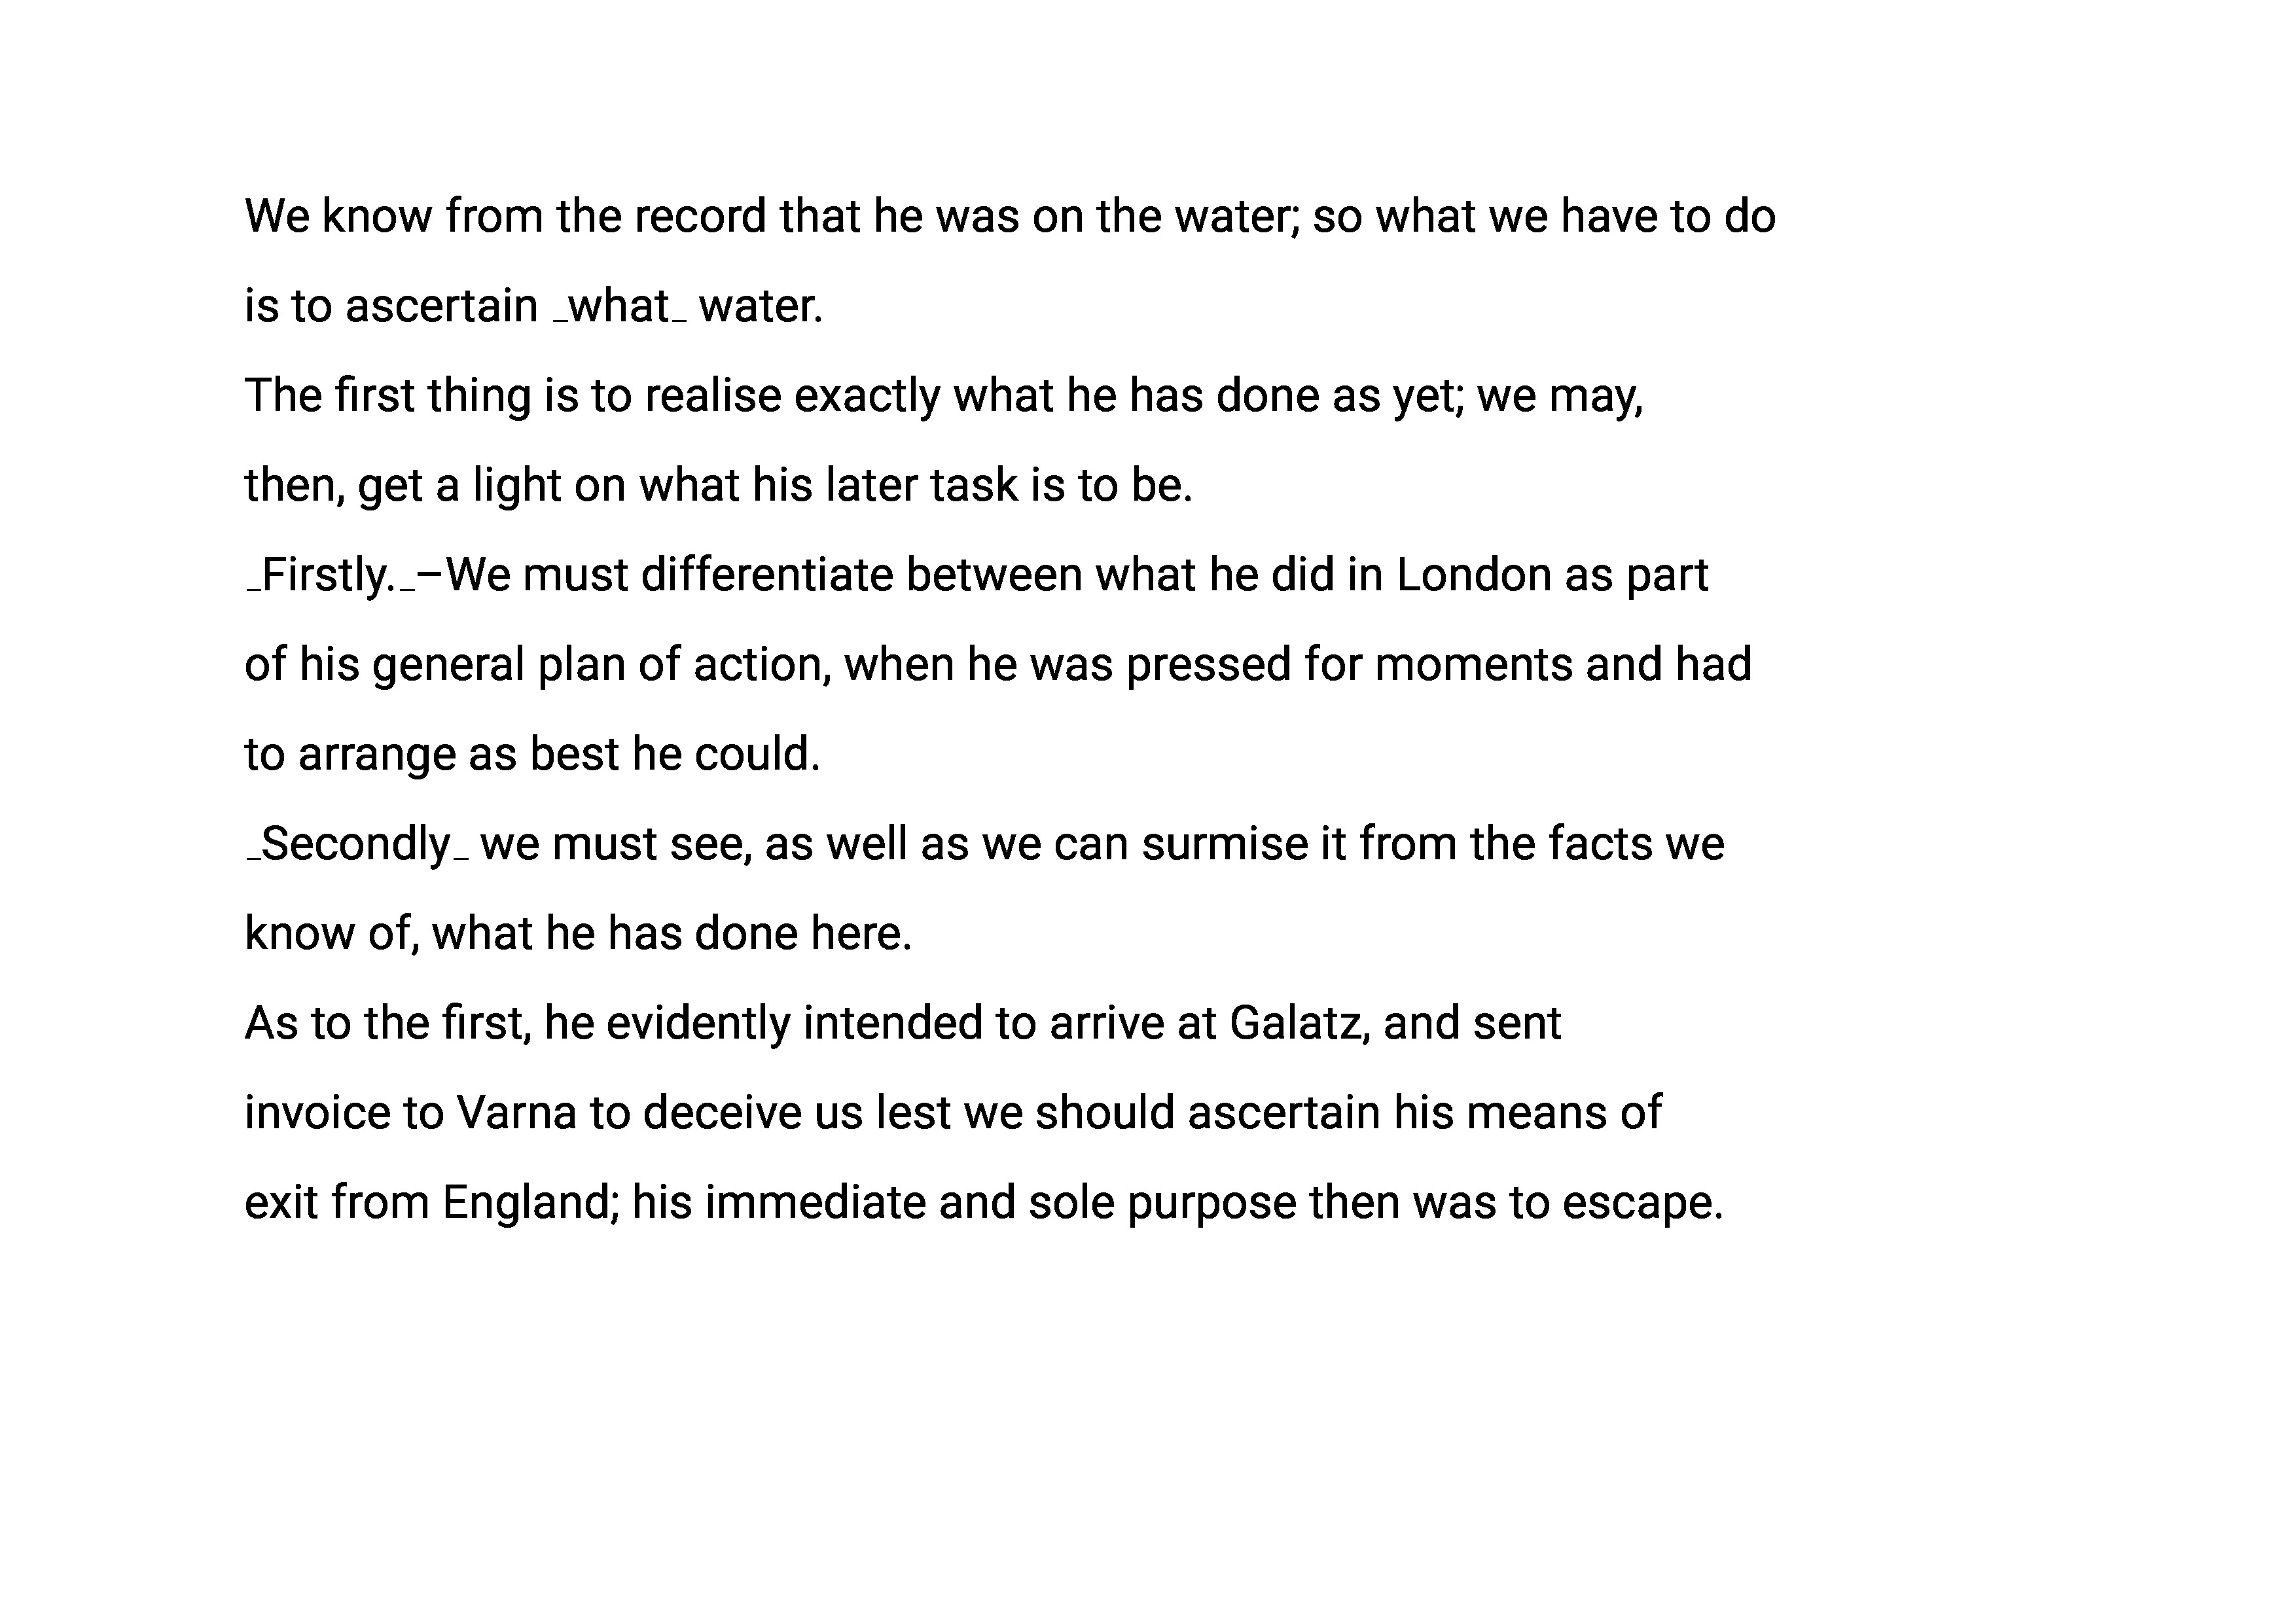 We know from the record that he was on the water; so what we have to do
is to ascertain _what_ water.
The first thing is to realise exactly what he has done as yet; we may,
then, get a light on what his later task is to be.
_Firstly._–We must differentiate between what he did in London as part
of his general plan of action, when he was pressed for moments and had
to arrange as best he could.
_Secondly_ we must see, as well as we can surmise it from the facts we
know of, what he has done here.
As to the first, he evidently intended to arrive at Galatz, and sent
invoice to Varna to deceive us lest we should ascertain his means of
exit from England; his immediate and sole purpose then was to escape.